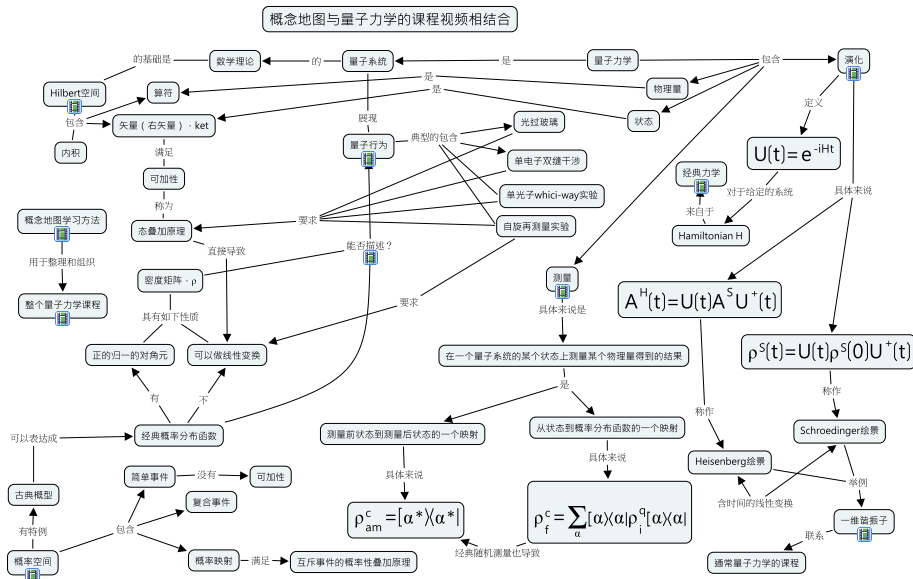 概念地图与量子力学的课程视频相结合
的基础是
数学理论
的
量子系统
是
量子力学
包含
演化
Hilbert空间
算符
是
物理量
是
状态
定义
包含
矢量（右矢量）· ket
展现
光过玻璃
内积
满足
量子行为
典型的包含
单电子双缝干涉
U(t)=e^-iHt
可加性
经典力学
对于给定的系统
具体来说
单光子whici-way实验
称为
来自于
概念地图学习方法
态叠加原理
要求
自旋再测量实验
Hamiltonian H
直接导致
能否描述？
用于整理和组织
密度矩阵 · ρ
测量
整个量子力学课程
具有如下性质
要求
具体来说是
A^H(t)=U(t)A^S U^+(t)
正的归一的对角元
可以做线性变换
在一个量子系统的某个状态上测量某个物理量得到的结果
ρ^S(t)=U(t)ρ^S(0)U^+(t)
有
不
是
称作
称作
可以表达成
经典概率分布函数
测量前状态到测量后状态的一个映射
从状态到概率分布函数的一个映射
Schroedinger绘景
简单事件
没有
可加性
具体来说
具体来说
Heisenberg绘景
举例
古典概型
复合事件
含时间的线性变换
有特例
包含
ρ^c_am =[α*⟩⟨α*|
ρ^c_f =∑_α[α⟩⟨α|ρ^q_i[α⟩⟨α|
一维谐振子
联系
概率空间
概率映射
满足
互斥事件的概率性叠加原理
经典随机测量也导致
通常量子力学的课程